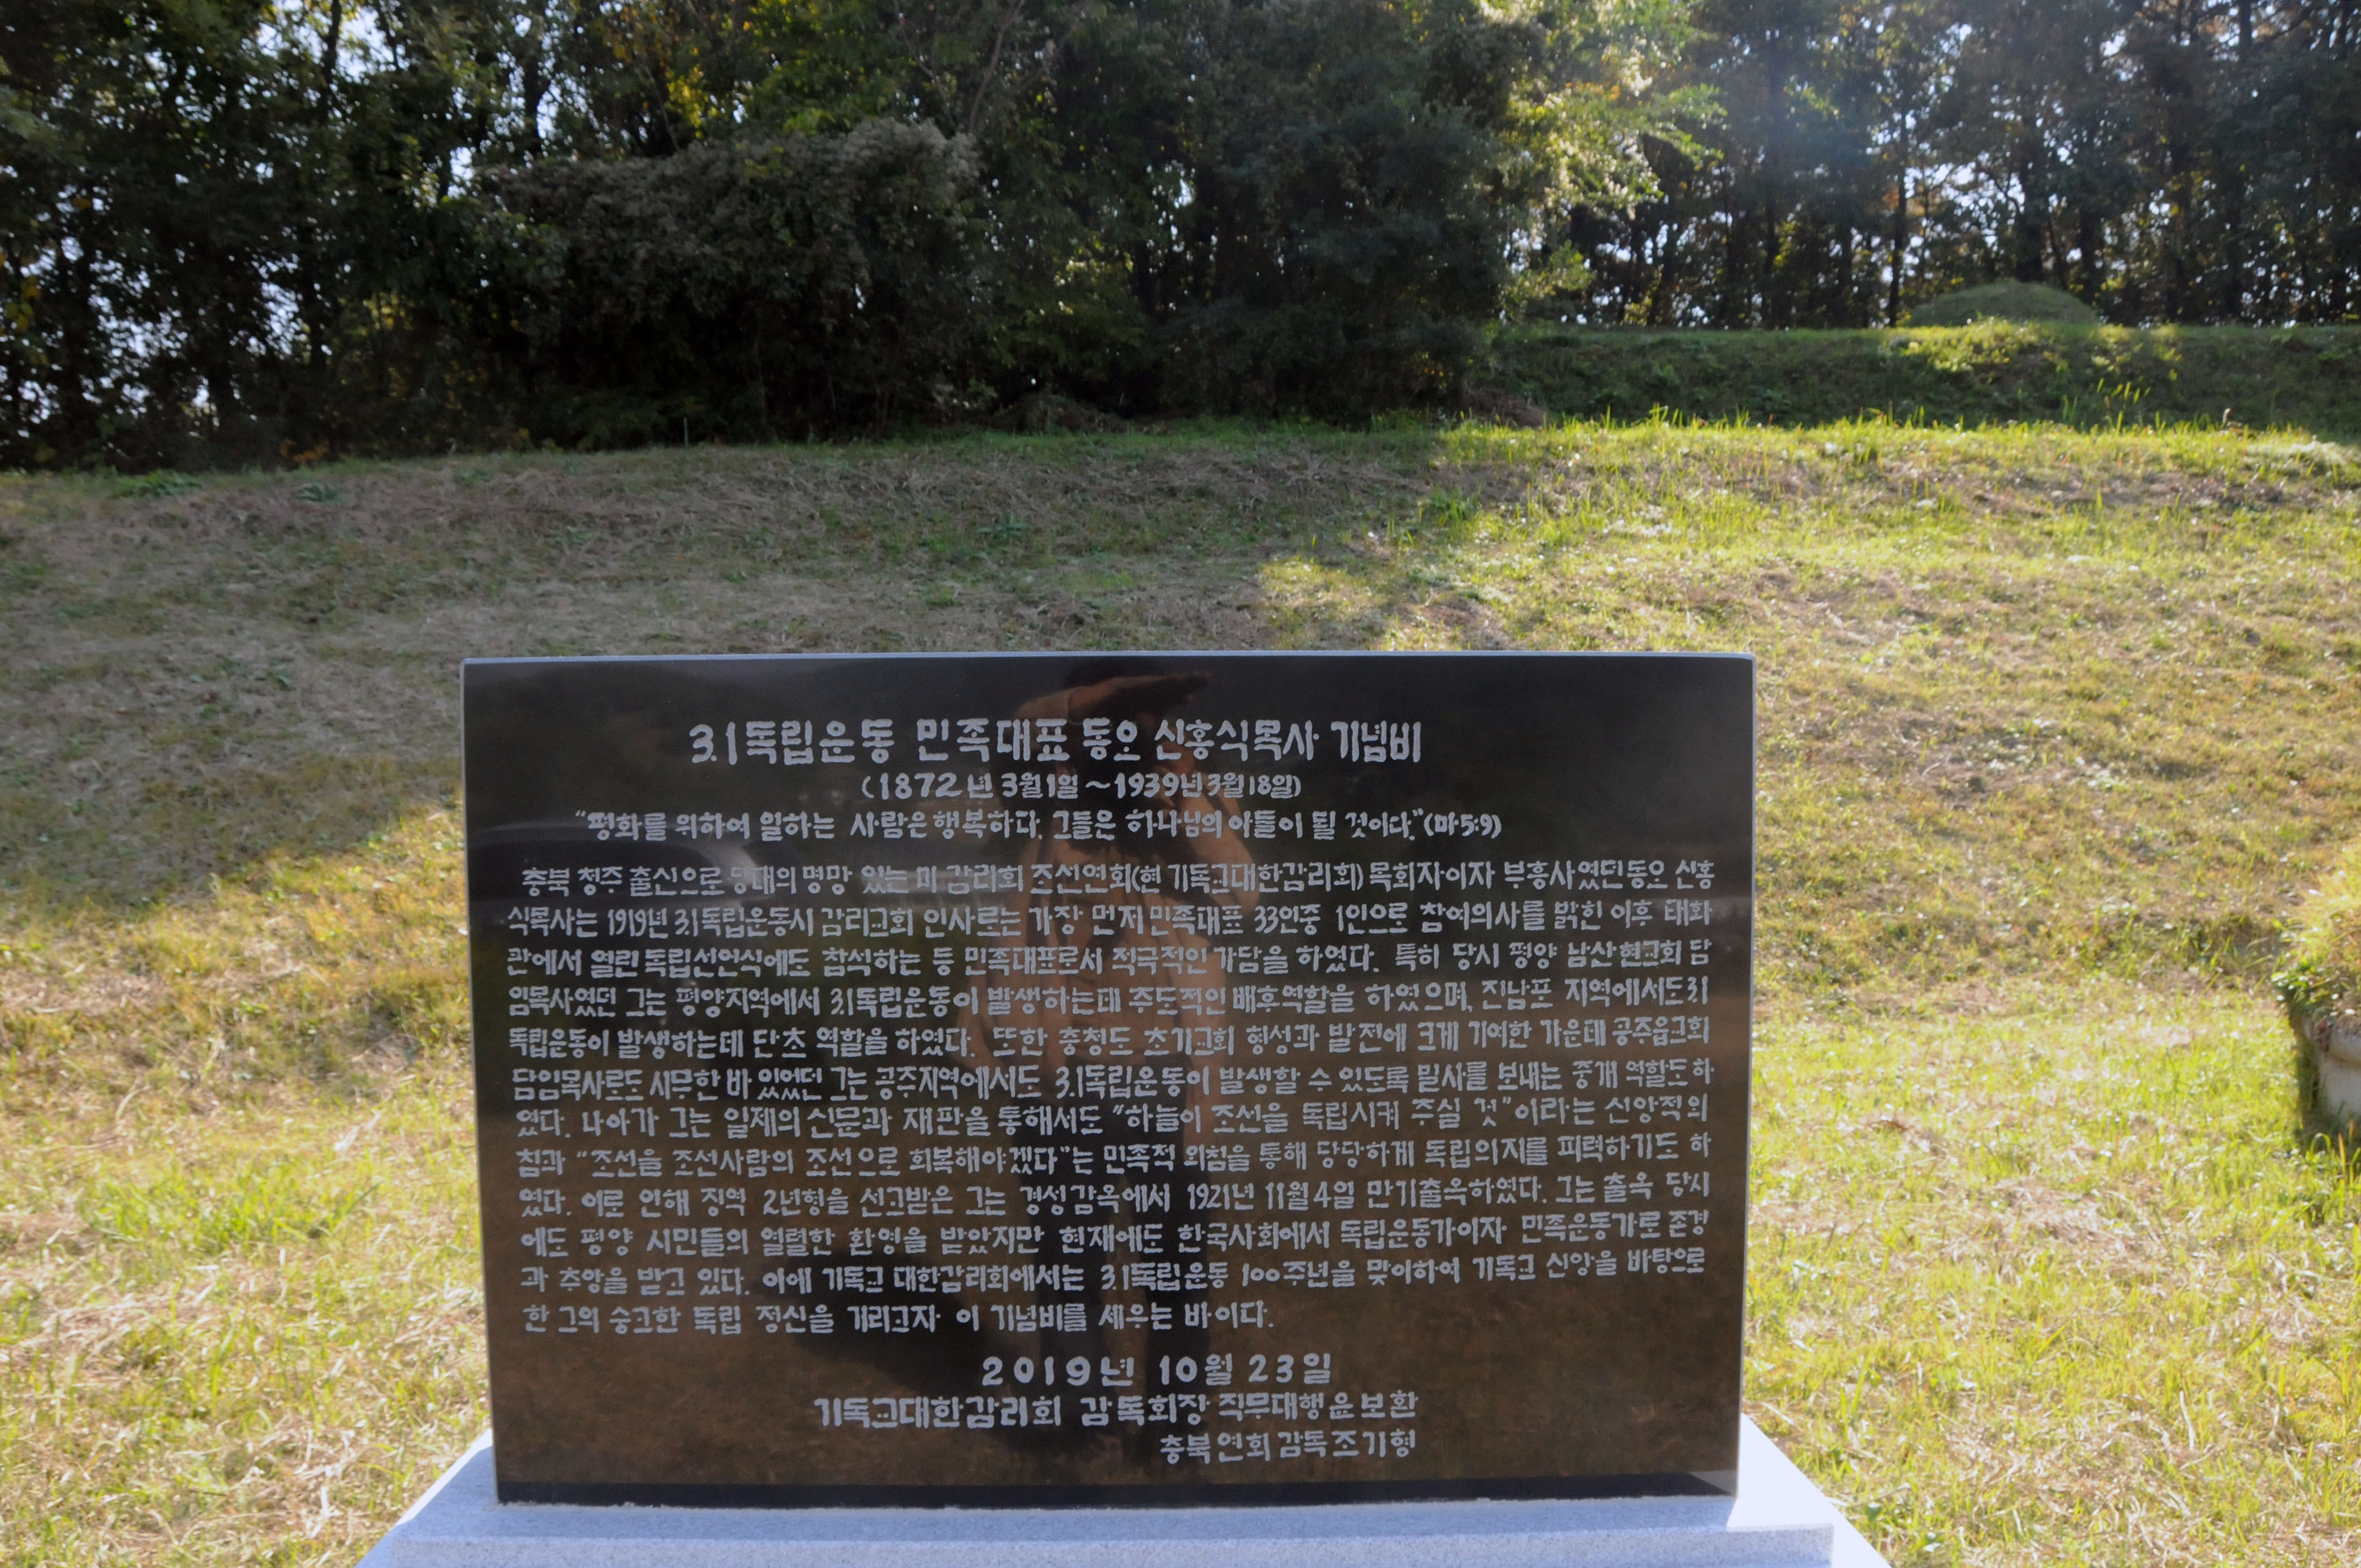 3.1독립운동 민족대표 동오 신홍식목사 기념비
(1872년 3월1일 ~ 1939년 3월 18일)
"평화를 위하여 일하는 사람은 행복하다. 그들은 하나님의 아들이 될 것이다."(마5:9)
충북 청주 출신으로 당대의 명망 있는 미 감리회 조선연회(현 기독교대한감리회) 목회자이자 부흥사였던 동오 신홍
식목사는 1919년 3.1독립운동시 감리교회 인사로는 가장 먼저 민족대표 33인중 1인으로 참여의사를 밝힌 이후 태화
관에서 열린 독립선언식에도 참석하는 등 민족대표로서 적극적인 가담을 하였다. 특히 당시 평양 남산현교회 담
임목사였던 그는 평양지역에서 3.1독립운동이 발생하는데 주도적인 배후역할을 하였으며, 진남포 지역에서도 3.1
독립운동이 발생하는데 단초 역할을 하였다. 또한 충청도 초기교회 형성과 발전에 크게 기여한 가운데 공주읍교회
담임목사로도 시무한 바 있었던 그는 공주지역에서도 3.1독립운동이 발생할 수 있도록 밀사를 보내는 중개 역할도 하
였다. 나아가 그는 일제의 신문과 재판을 통해서도 "하늘이 조선을 독립시켜 주실 것" 이라는 신앙적 외
침과 "조선을 조선사람의 조선으로 회복해야겠다"는 민족적 외침을 통해 당당하게 독립의지를 피력하기도 하
였다. 이로 인해 징역 2년형을 선고받은 그는 경성감옥에서 1921년 11월 4일 만기출옥하였다. 그는 출옥 당시
에도 평양 시민들의 열렬한 환영을 받았지만 현재에도 한국사회에서 독립운동가이자 민족운동가로 존경
과 추앙을 받고 있다. 이에 기독교 대한감리회에서는 3.1독립운동 100주년을 맞이하여 기독교 신앙을 바탕으로
한 그의 숭고한 독립 정신을 기리고자 이 기념비를 세우는 바이다.
2019년 10월 23일
기독교대한감리회 감독회장 직무대행 윤보환
충북연회 감독 조기형